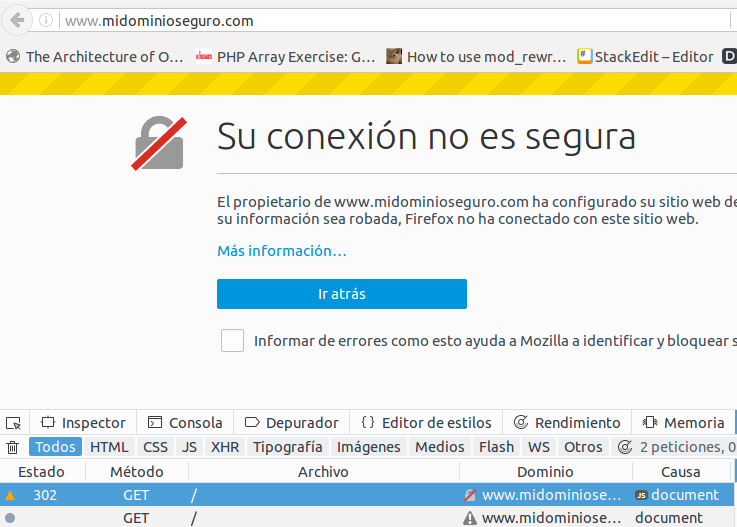 www.midominioseguro.com
The Architecture of O… PHP Array Exercise: G… How to use mod_rewr… StackEdit – Editor D
Su conexión no es segura
El propietario de www.midominioseguro.com ha configurado su sitio web de
su información sea robada, Firefox no ha conectado con este sitio web.
Más información…
Ir atrás
Informar de errores como esto ayuda a Mozilla a identificar y bloquear s
Inspector Consola Depurador {} Editor de estilos Rendimiento Memoria
Todos HTML CSS JS XHR Tipografía Imágenes Medios Flash WS Otros 2 peticiones, 0
Estado Método Archivo Dominio Causa
302 GET / www.midominiose… JS document
GET / www.midominiose… document